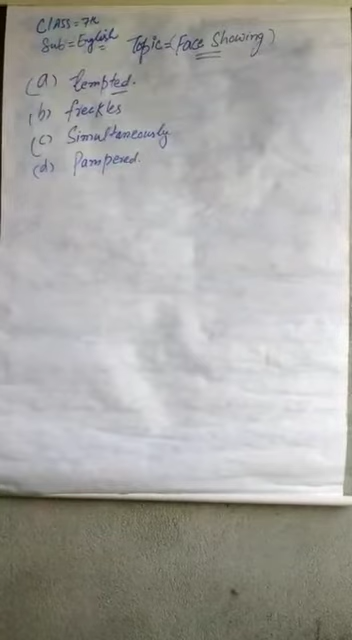 Class = 7th
Sub = English Topic = (Face Showing)
(a) tempted.
(b) freckles
(c) Simultaneously
(d) Pampered.